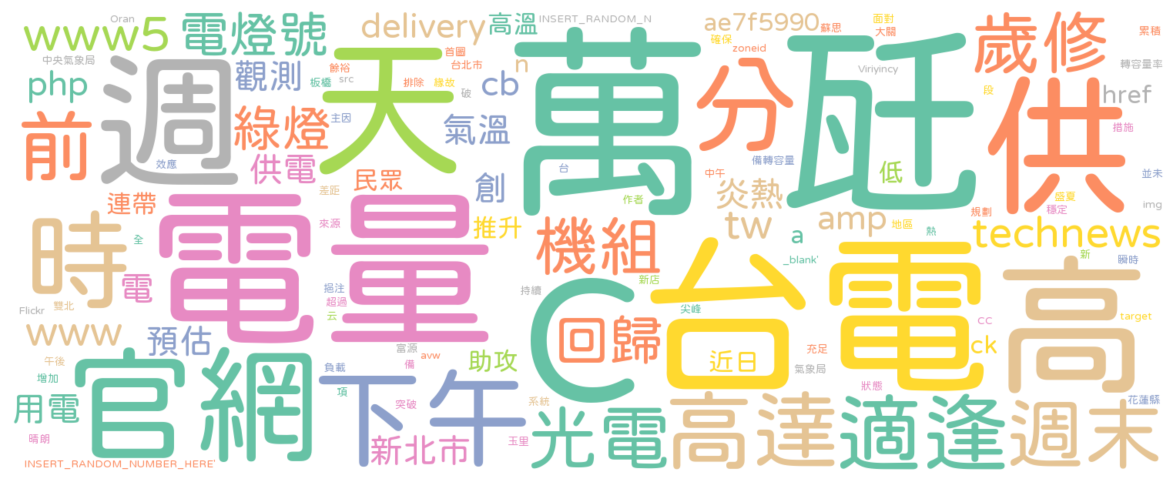 Oran
www5
電燈號
delivery
高溫
INSERT_RANDOM_N
ae7f5990
確保
蘇思
面對
大關
歲修
累積
中央氣象局
首圖
餘裕
台北市
zoneid
n
php
週
觀測
板橋
src
天
排除
緣故
破
cb
萬
分
Viriyincy
瓩
段
供
轉容量率
href
前
綠燈
主因
氣溫
措施
效應
供電
台
備轉容量
低
並未
差距
民眾
創
作者
中午
炎熱
盛夏
穩定
img
連帶
來源
推升
tw
amp
地區
規劃
熱
technews
時
全
電量
機組
a
_blank'
新
瞬時
電
挹注
超過
持續
新店
Flickr
雙北
云
C
尖峰
台電
高
cc
target
www
預估
富源
avw
回歸
近日
充足
ck
午後
增加
官網
負載
備
助攻
氣象局
狀態
用電
項
下午
突破
系統
花蓮縣
晴朗
新北市
玉里
光電
高達
適逢
週末
INSERT_RANDOM_NUMBER_HERE'